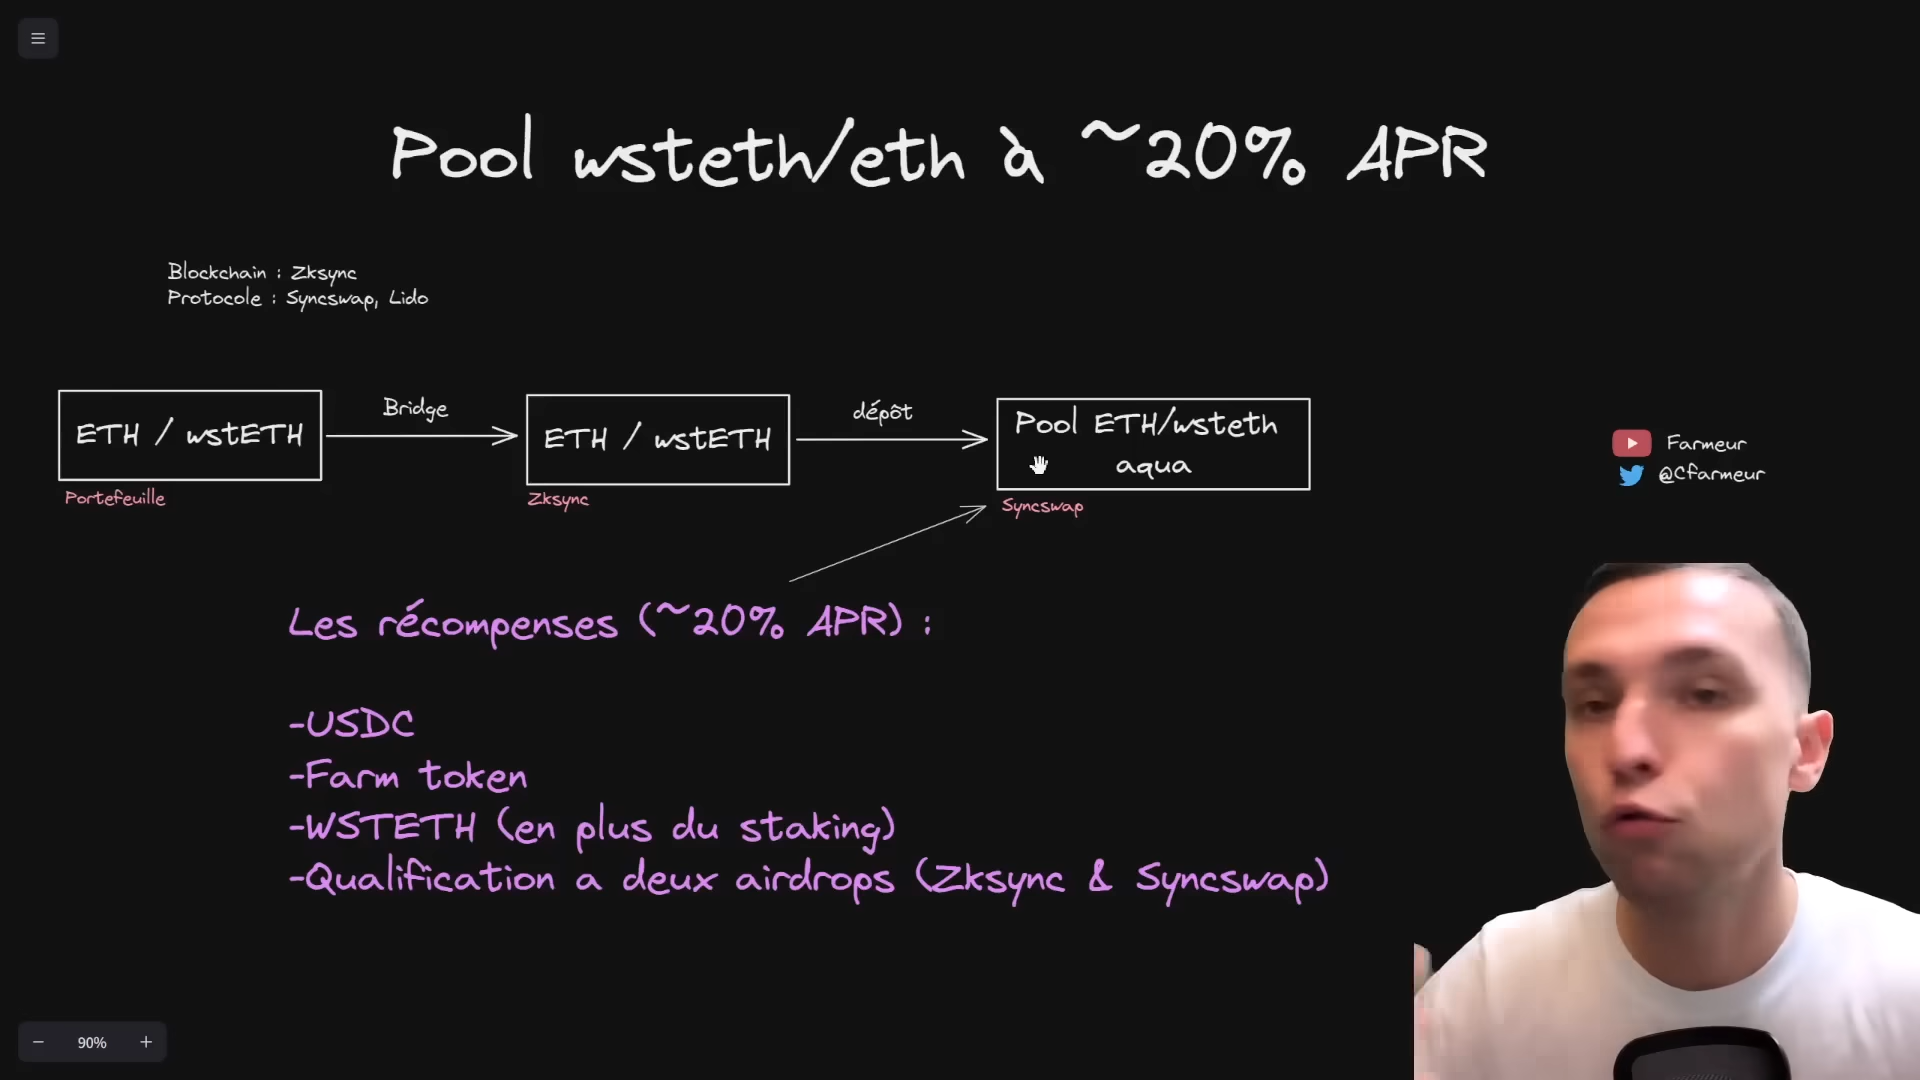 Pool wsteth/eth à ~20% APR
Blockchain : Zksync
Protocole : Syncswap, Lido
ETH / wstETH
Portefeuille
Bridge
ETH / wstETH
Zksync
dépôt
Pool ETH/wsteth
aqua
Syncswap
Farmeur
@Cfarmeur
Les récompenses (~20% APR) :
-USDC
-Farm token
-WSTETH (en plus du staking)
-Qualification a deux airdrops (Zksync & Syncswap)
90%